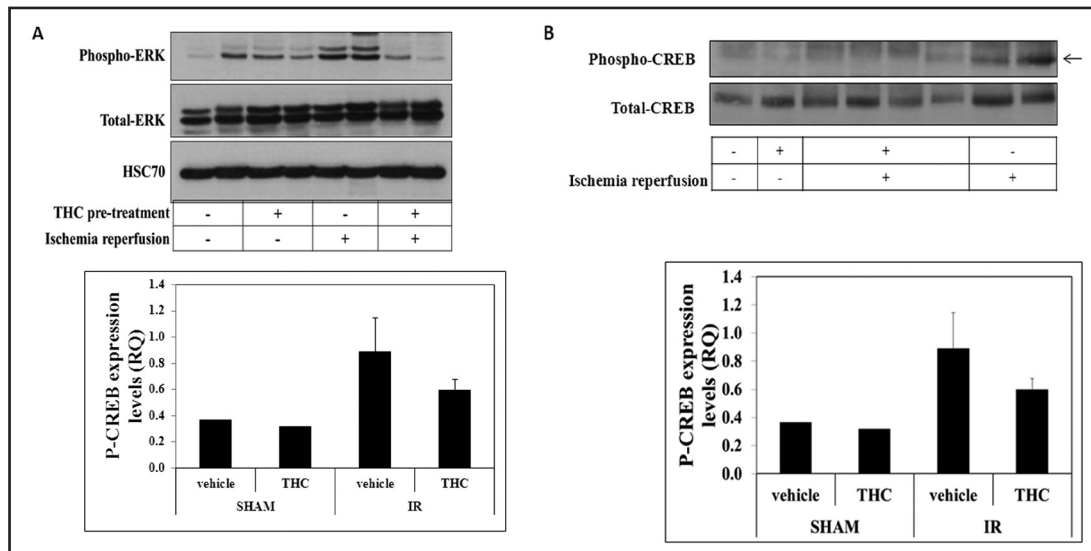 A
Phospho-ERK
Total-ERK
HSC70
THC pre-treatment - + - +
Ischemia reperfusion - - + +
P-CREB expression
levels (RQ)
1.4
1.2
1.0
0.8
0.6
0.4
0.2
0.0
vehicle THC vehicle THC
SHAM IR
B
Phospho-CREB ←
Total-CREB
- + + -
Ischemia reperfusion - - + +
P-CREB expression
levels (RQ)
1.4
1.2
1.0
0.8
0.6
0.4
0.2
0.0
vehicle THC vehicle THC
SHAM IR